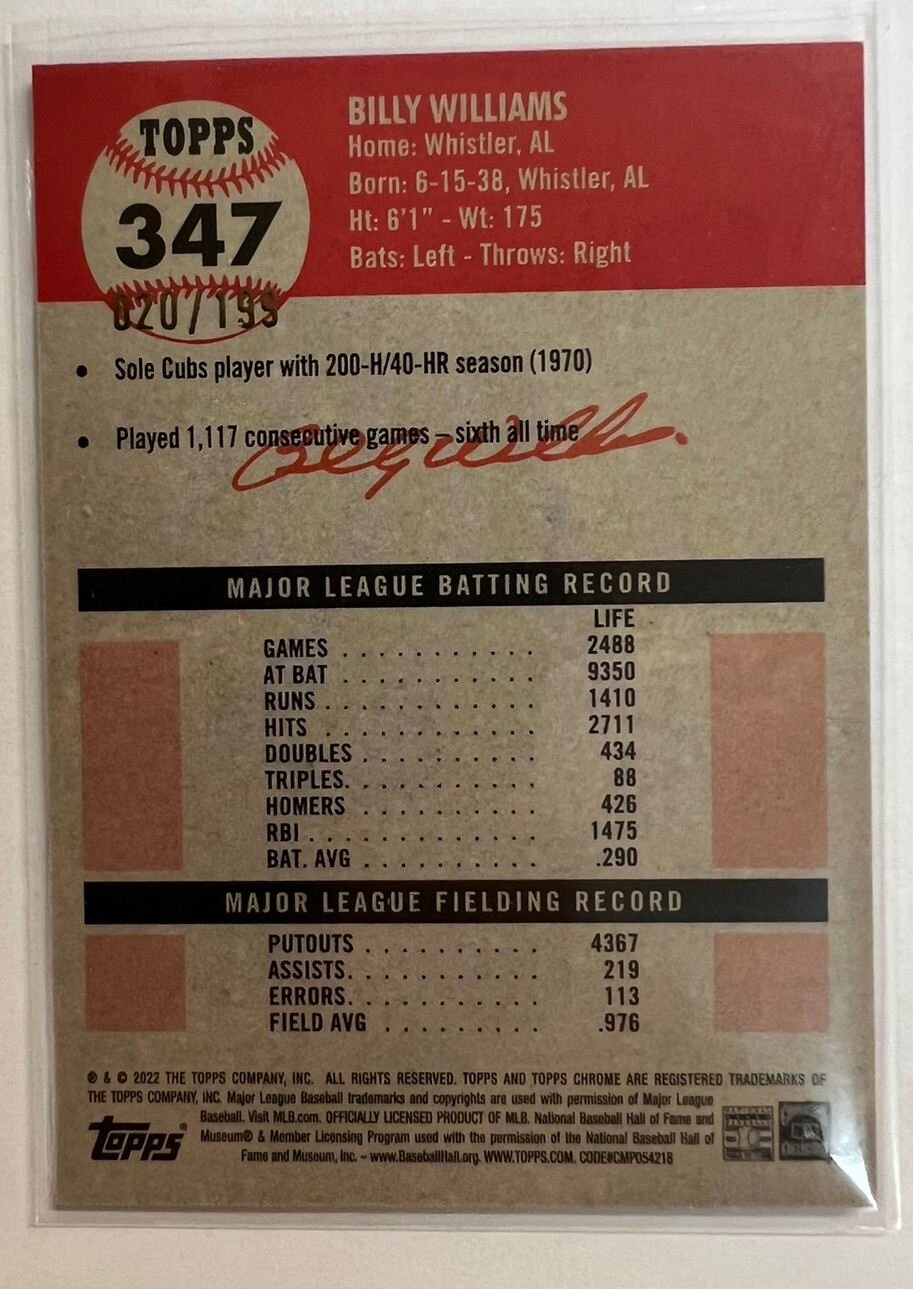 TOPPS
347
020/199
BILLY WILLIAMS
Home: Whistler, AL
Born: 6-15-38, Whistler, AL
Ht: 6'1" - Wt: 175
Bats: Left - Throws: Right
• Sole Cubs player with 200-H/40-HR season (1970)
• Played 1,117 consecutive games – sixth all time
Billy Williams
MAJOR LEAGUE BATTING RECORD
LIFE
GAMES . . . . . . . . . . . 2488
AT BAT . . . . . . . . . . . 9350
RUNS . . . . . . . . . . . . 1410
HITS . . . . . . . . . . . . 2711
DOUBLES . . . . . . . . . . 434
TRIPLES. . . . . . . . . . . 88
HOMERS . . . . . . . . . . 426
RBI . . . . . . . . . . . . . 1475
BAT. AVG . . . . . . . . . . .290
MAJOR LEAGUE FIELDING RECORD
PUTOUTS . . . . . . . . . . 4367
ASSISTS. . . . . . . . . . . 219
ERRORS. . . . . . . . . . . 113
FIELD AVG . . . . . . . . . .976
® & © 2022 THE TOPPS COMPANY, INC. ALL RIGHTS RESERVED. TOPPS AND TOPPS CHROME ARE REGISTERED TRADEMARKS OF
THE TOPPS COMPANY, INC. Major League Baseball trademarks and copyrights are used with permission of Major League
Baseball. Visit MLB.com. OFFICIALLY LICENSED PRODUCT OF MLB. National Baseball Hall of Fame and
Museum® & Member Licensing Program used with the permission of the National Baseball Hall of
Fame and Museum, Inc. – www.BaseballHall.org. WWW.TOPPS.COM. CODE#CMP054216
topps®